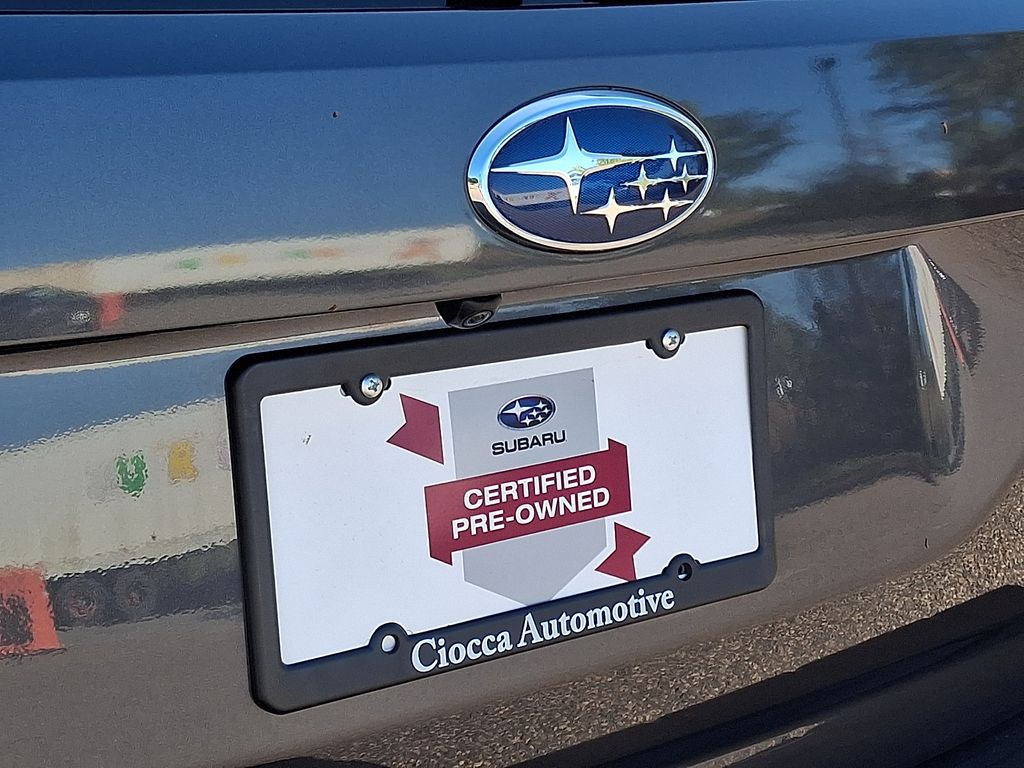 SUBARU
CERTIFIED
PRE-OWNED
Ciocca Automotive